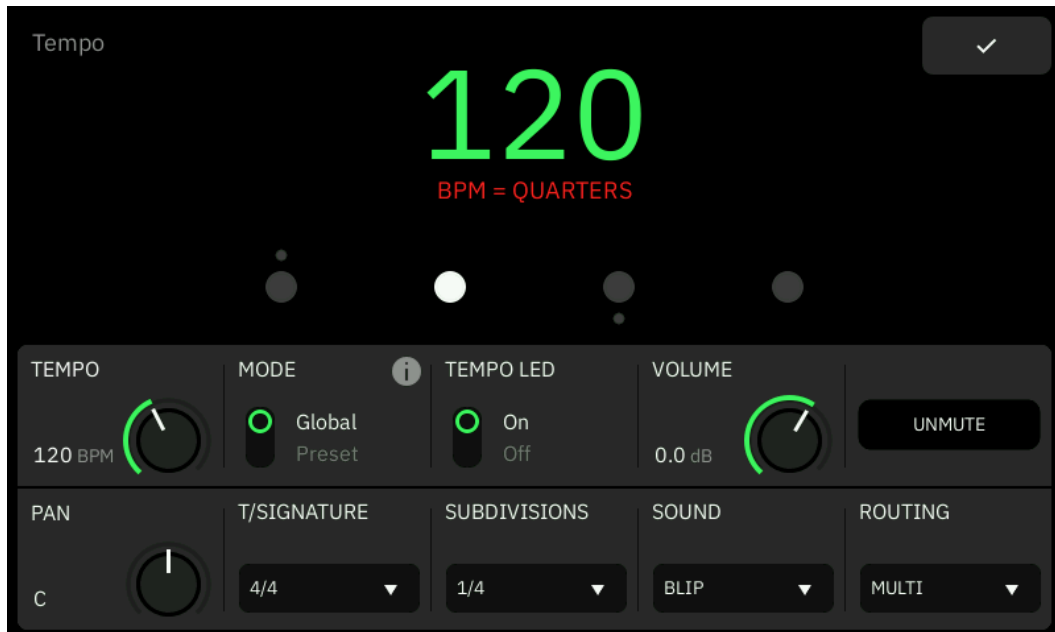 Tempo
120
BPM = QUARTERS
TEMPO
MODE
i
TEMPO LED
VOLUME
Global
Preset
On
Off
120 BPM
0.0 dB
UNMUTE
PAN
T/SIGNATURE
SUBDIVISIONS
SOUND
ROUTING
C
4/4
1/4
BLIP
MULTI